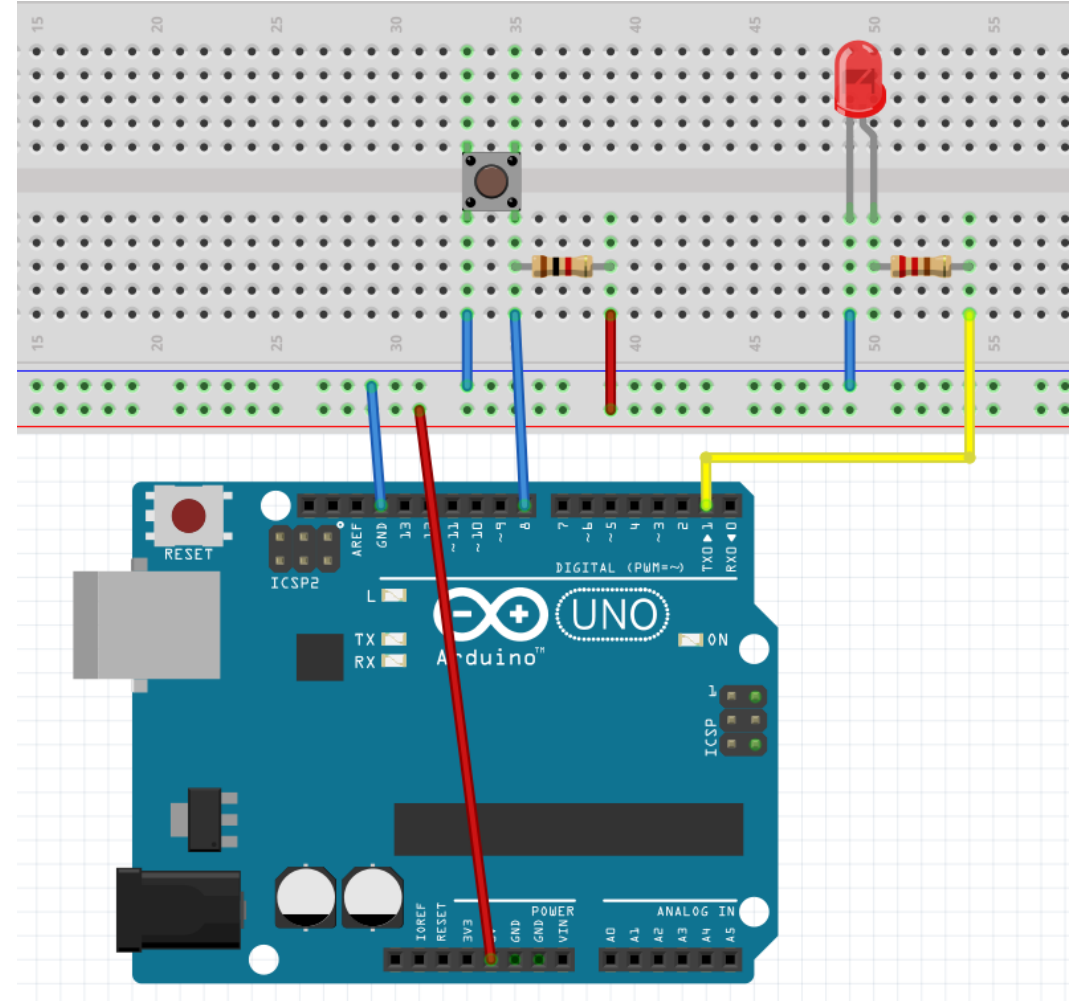 15 20 25 30 35 40 45 50 55
15 20 25 30 35 40 45 50 55
AREF
GND
13
~11
~10
~9
8
7
~6
~5
4
~3
2
TX0 ▶ 1
RX0 ◀ 0
RESET
ICSP2
DIGITAL (PWM=~)
L
TX
RX
UNO
Arduino™
ON
1
ICSP
POWER
ANALOG IN
IOREF
RESET
3V3
GND
GND
VIN
A0
A1
A2
A3
A4
A5